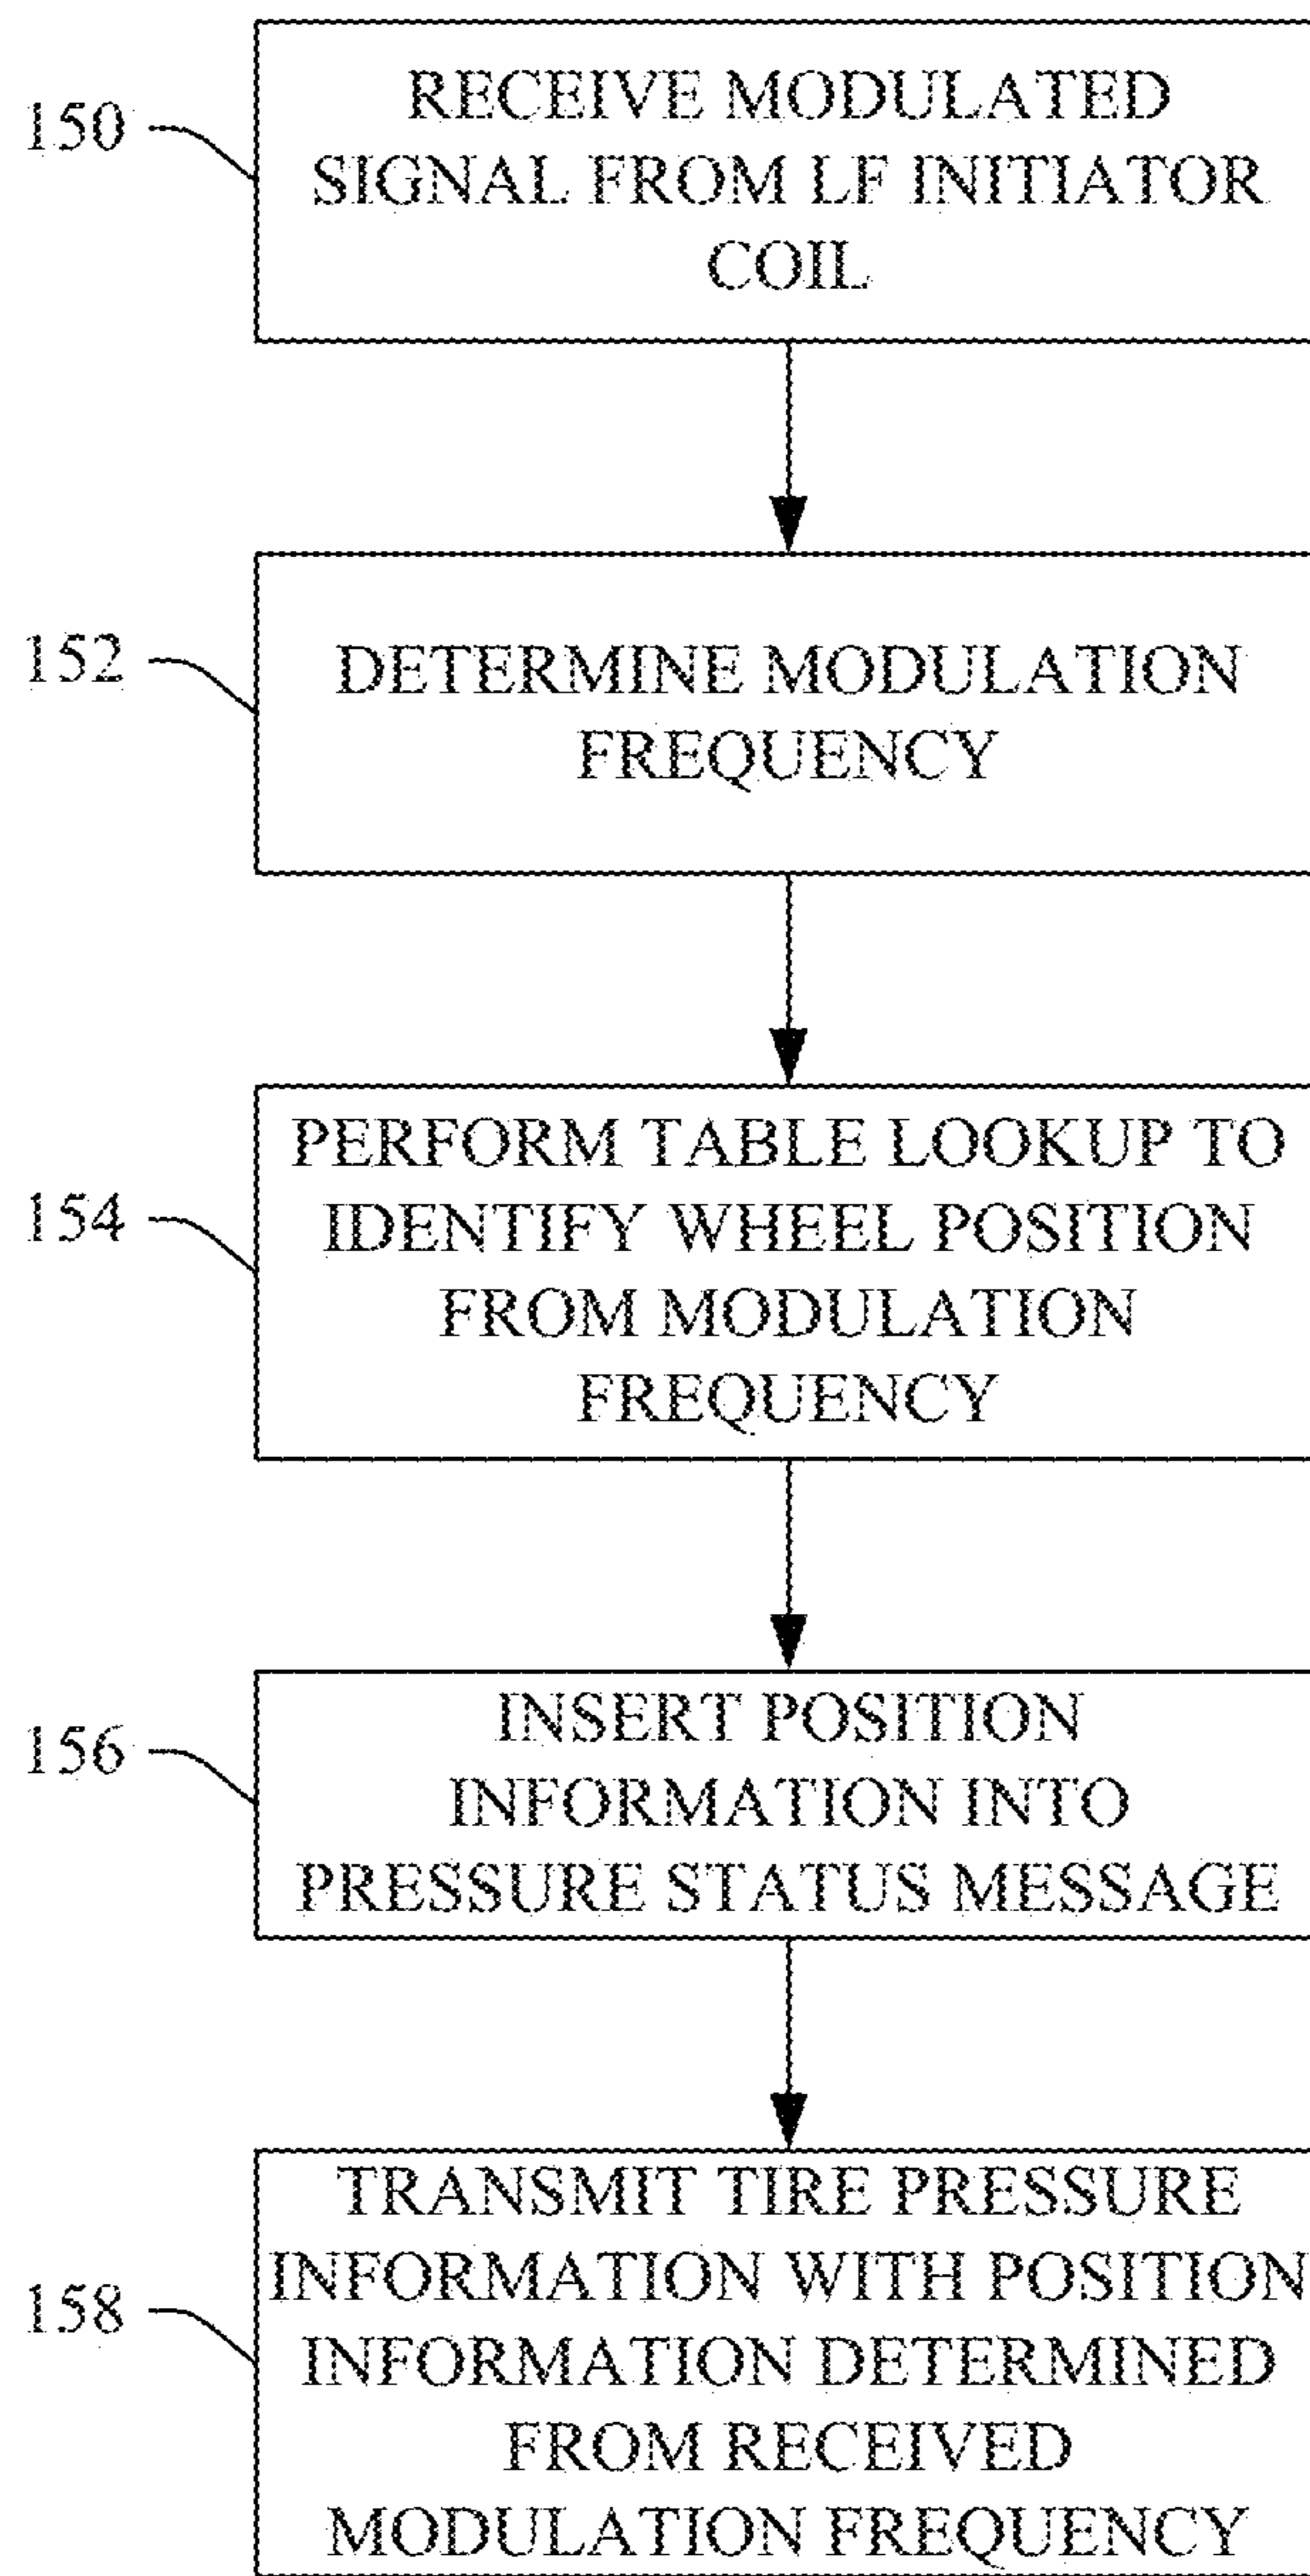 150
RECEIVE MODULATED
SIGNAL FROM LF INITIATOR
COIL
152
DETERMINE MODULATION
FREQUENCY
154
PERFORM TABLE LOOKUP TO
IDENTIFY WHEEL POSITION
FROM MODULATION
FREQUENCY
156
INSERT POSITION
INFORMATION INTO
PRESSURE STATUS MESSAGE
158
TRANSMIT TIRE PRESSURE
INFORMATION WITH POSITION
INFORMATION DETERMINED
FROM RECEIVED
MODULATION FREQUENCY